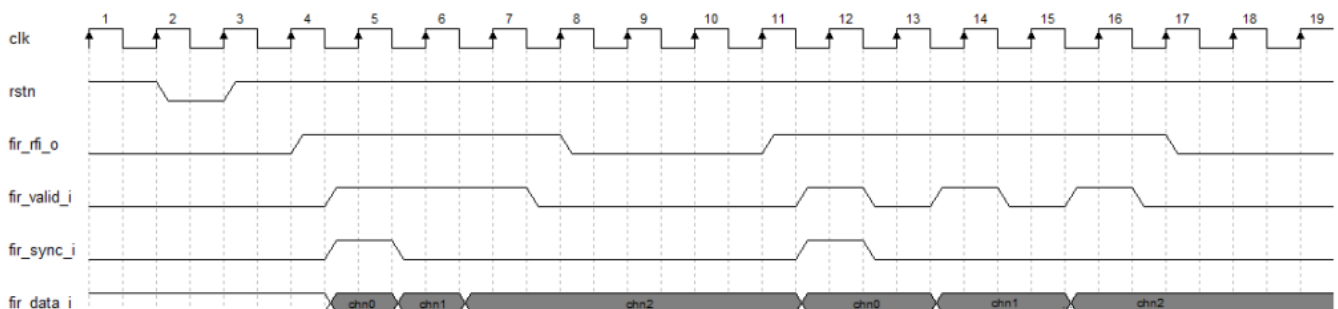 1 2 3 4 5 6 7 8 9 10 11 12 13 14 15 16 17 18 19
clk
rstn
fir_rfi_o
fir_valid_i
fir_sync_i
fir_data_i chn0 chn1 chn2 chn0 chn1 chn2